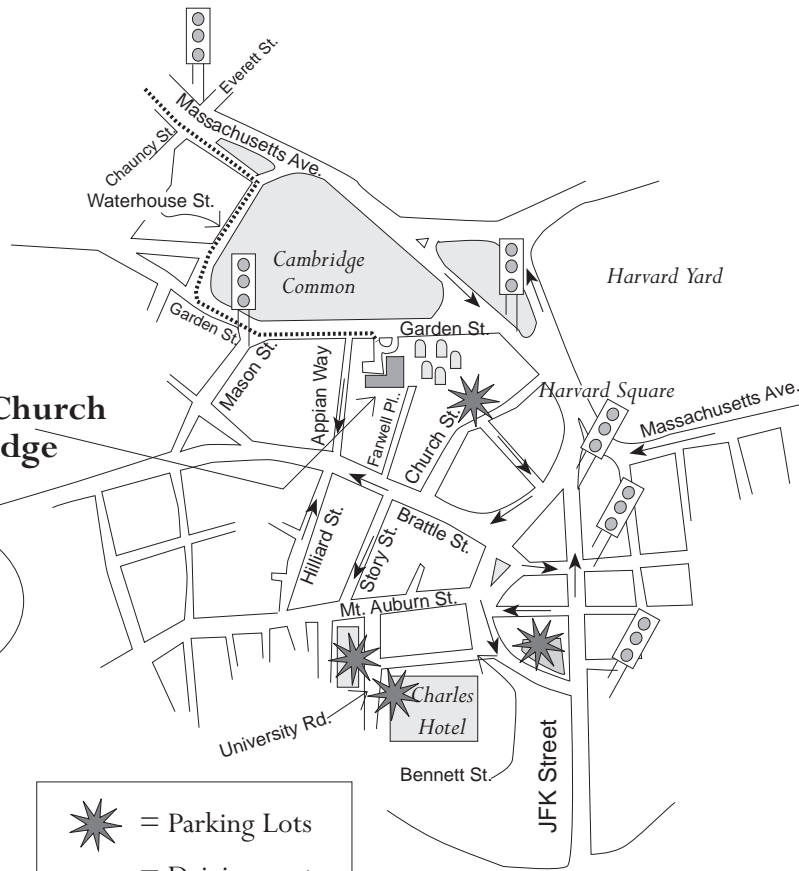 Everett St.
Massachusetts Ave.
Chauncy St.
Waterhouse St.
Cambridge
Common
Harvard Yard
Garden St.
Garden St.
Mason St.
Appian Way
Farwell Pl.
Church St.
Harvard Square
Massachusetts Ave.
Church
dge
Hilliard St.
Story St.
Brattle St.
Mt. Auburn St.
Charles
Hotel
University Rd.
Bennett St.
JFK Street
= Parking Lots